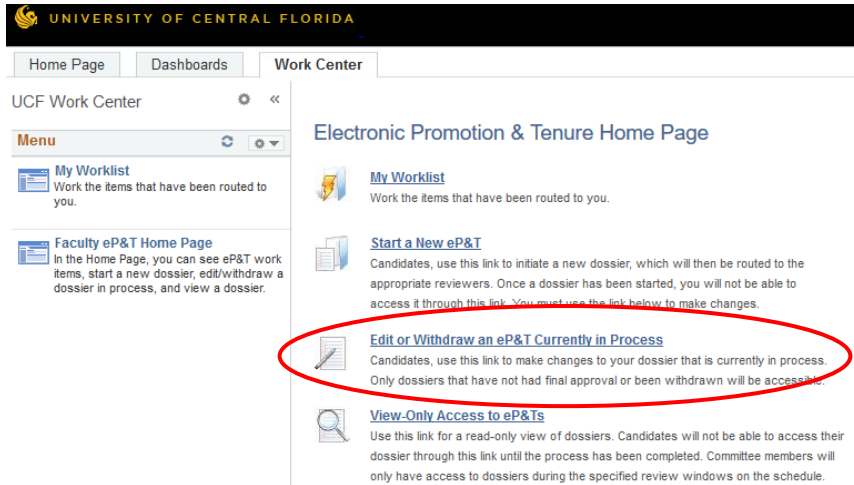 UNIVERSITY OF CENTRAL FLORIDA
Home Page
Dashboards
Work Center
UCF Work Center
«
Menu
My Worklist
Work the items that have been routed to
you.
Faculty eP&T Home Page
In the Home Page, you can see eP&T work
items, start a new dossier, edit/withdraw a
dossier in process, and view a dossier.
Electronic Promotion & Tenure Home Page
My Worklist
Work the items that have been routed to you.
Start a New eP&T
Candidates, use this link to initiate a new dossier, which will then be routed to the
appropriate reviewers. Once a dossier has been started, you will not be able to
access it through this link. You must use the link below to make changes.
Edit or Withdraw an eP&T Currently in Process
Candidates, use this link to make changes to your dossier that is currently in process.
Only dossiers that have not had final approval or been withdrawn will be accessible.
View-Only Access to eP&Ts
Use this link for a read-only view of dossiers. Candidates will not be able to access their
dossier through this link until the process has been completed. Committee members will
only have access to dossiers during the specified review windows on the schedule.